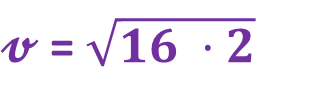 𝓋 = √16 · 2